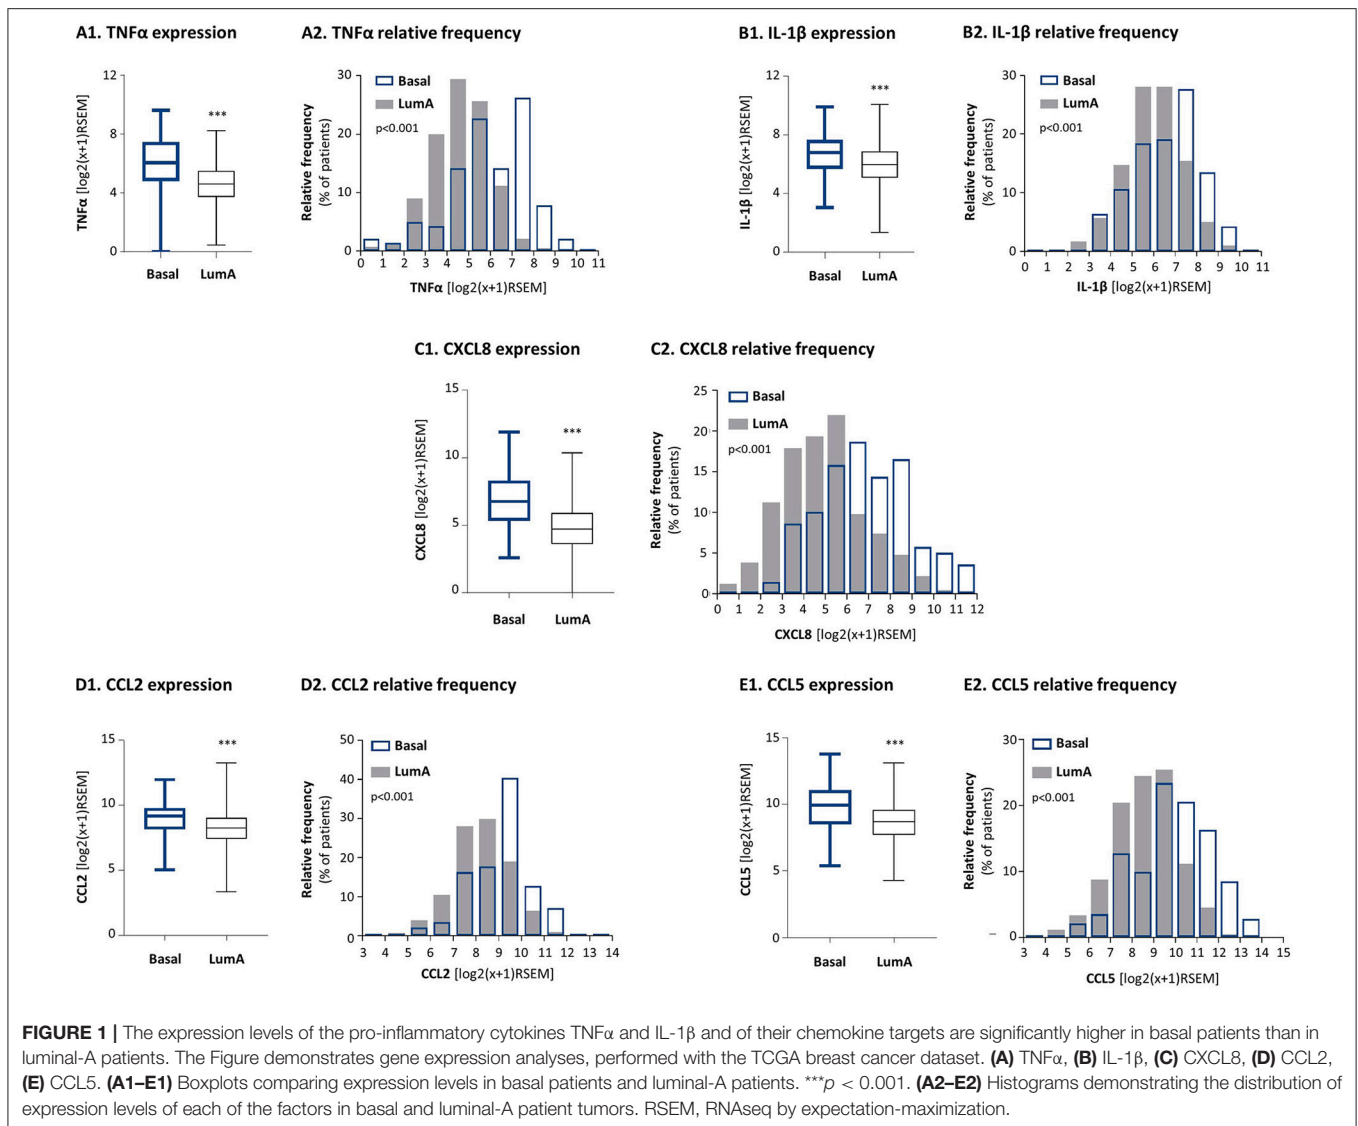 A1. TNFα expression
TNFα [log2(x+1)RSEM]
12
8
4
0
***
Basal LumA
A2. TNFα relative frequency
Relative frequency
(% of patients)
30
20
10
0
Basal
LumA
p<0.001
0 1 2 3 4 5 6 7 8 9 10 11
TNFα [log2(x+1)RSEM]
B1. IL-1β expression
IL-1β [log2(x+1)RSEM]
12
8
4
0
***
Basal LumA
B2. IL-1β relative frequency
Relative frequency
(% of patients)
30
20
10
0
Basal
LumA
p<0.001
0 1 2 3 4 5 6 7 8 9 10 11
IL-1β [log2(x+1)RSEM]
C1. CXCL8 expression
CXCL8 [log2(x+1)RSEM]
15
10
5
0
***
Basal LumA
C2. CXCL8 relative frequency
Relative frequency
(% of patients)
25
20
15
10
5
0
Basal
LumA
p<0.001
0 1 2 3 4 5 6 7 8 9 10 11 12
CXCL8 [log2(x+1)RSEM]
D1. CCL2 expression
CCL2 [log2(x+1)RSEM]
15
10
5
0
***
Basal LumA
D2. CCL2 relative frequency
Relative frequency
(% of patients)
50
40
30
20
10
0
Basal
LumA
p<0.001
3 4 5 6 7 8 9 10 11 12 13 14
CCL2 [log2(x+1)RSEM]
E1. CCL5 expression
CCL5 [log2(x+1)RSEM]
15
10
5
0
***
Basal LumA
E2. CCL5 relative frequency
Relative frequency
(% of patients)
30
20
10
0
Basal
LumA
p<0.001
3 4 5 6 7 8 9 10 11 12 13 14 15
CCL5 [log2(x+1)RSEM]
FIGURE 1 | The expression levels of the pro-inflammatory cytokines TNFα and IL-1β and of their chemokine targets are significantly higher in basal patients than in
luminal-A patients. The Figure demonstrates gene expression analyses, performed with the TCGA breast cancer dataset. (A) TNFα, (B) IL-1β, (C) CXCL8, (D) CCL2,
(E) CCL5. (A1–E1) Boxplots comparing expression levels in basal patients and luminal-A patients. ***p < 0.001. (A2–E2) Histograms demonstrating the distribution of
expression levels of each of the factors in basal and luminal-A patient tumors. RSEM, RNAseq by expectation-maximization.